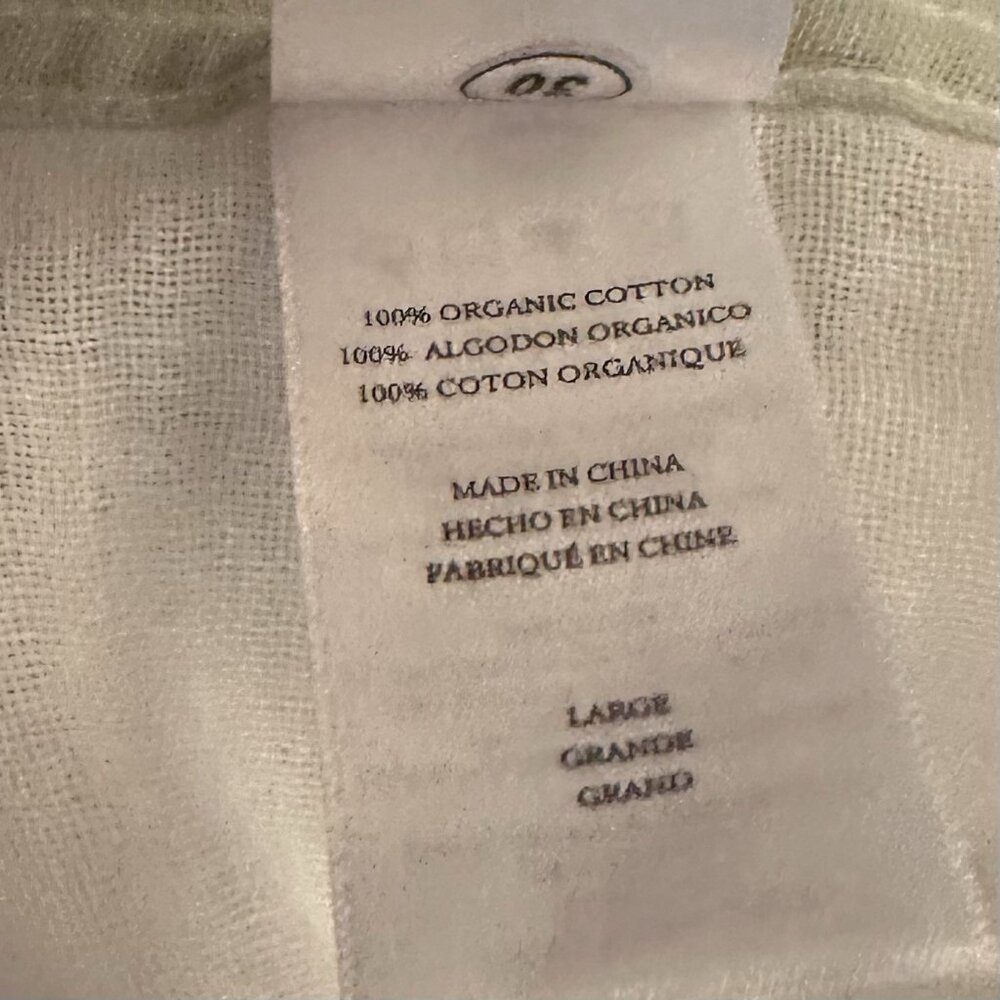 100% ORGANIC COTTON
100% ALGODON ORGANICO
100% COTON ORGANIQUE
MADE IN CHINA
HECHO EN CHINA
FABRIQUÉ EN CHINE
LARGE
GRANDE
GRAND